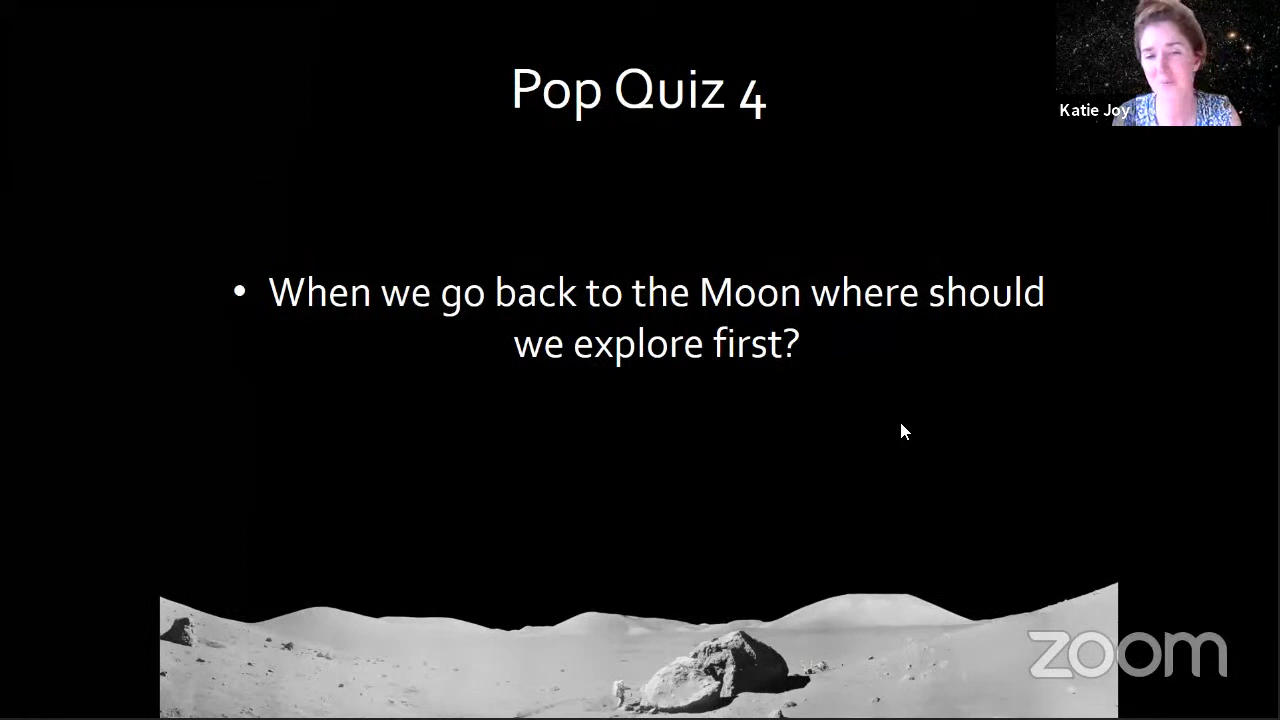 Pop Quiz 4
Katie Joy
• When we go back to the Moon where should
we explore first?
zoom